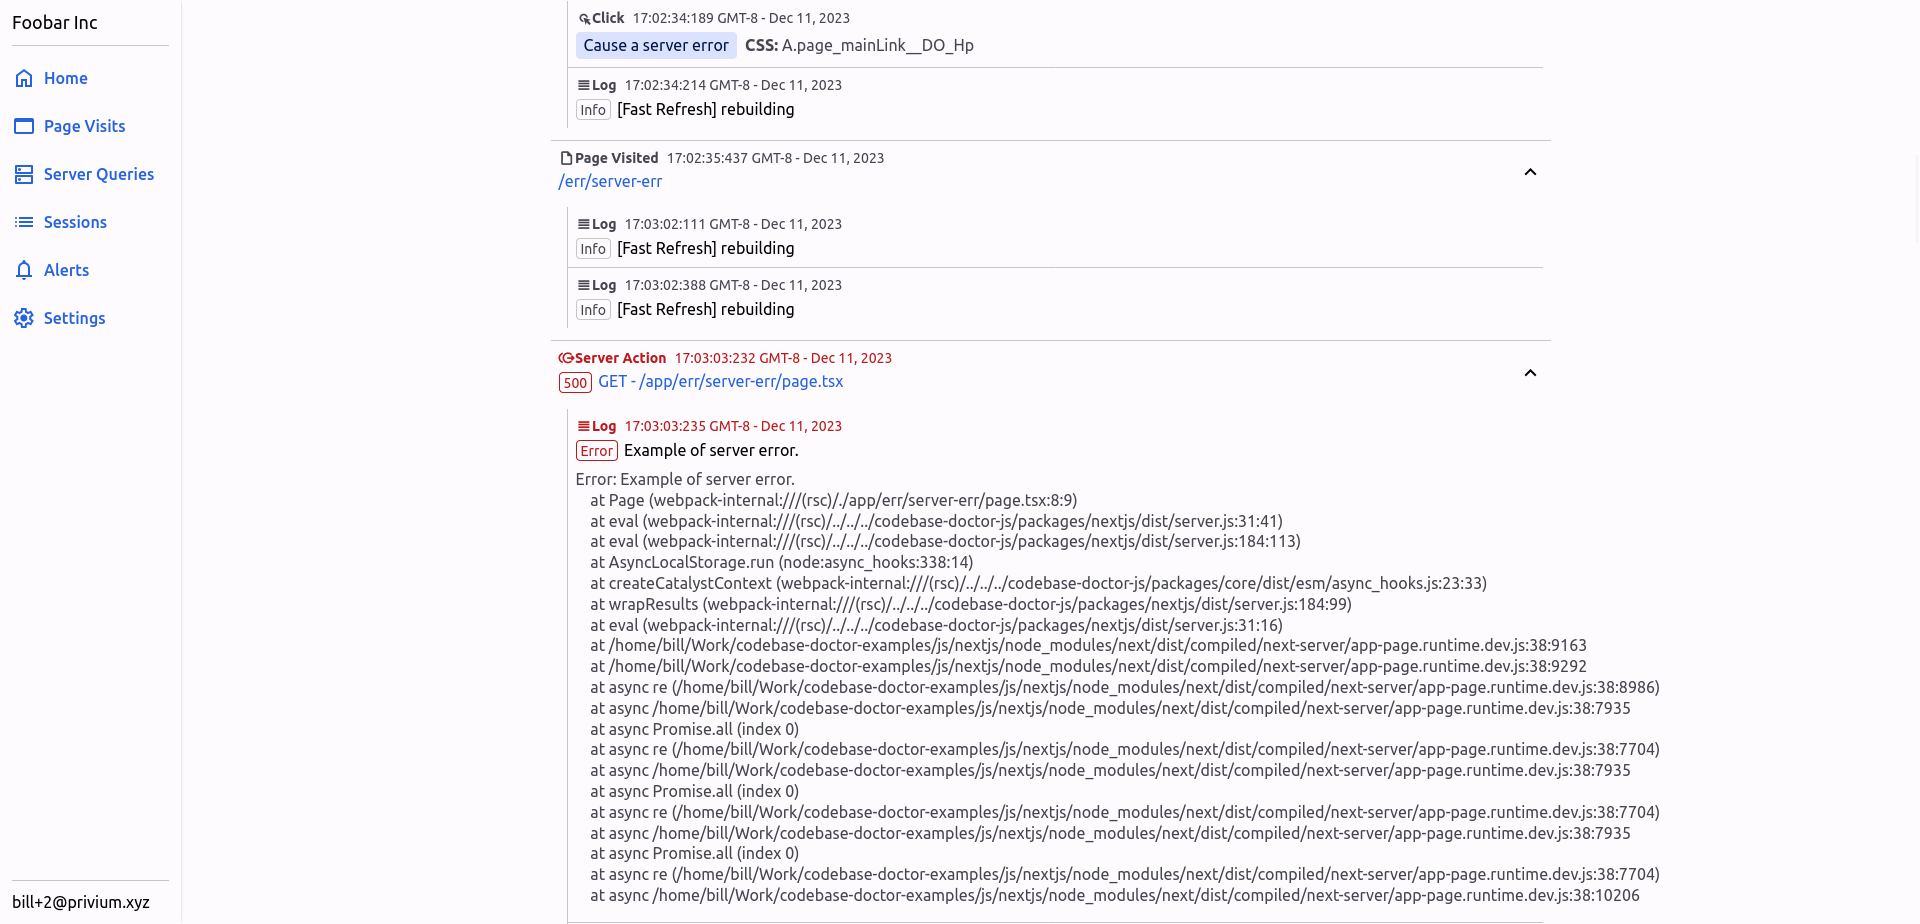 Foobar Inc
Home
Page Visits
Server Queries
Sessions
Alerts
Settings
bill+2@privium.xyz
Click 17:02:34:189 GMT-8 - Dec 11, 2023
Cause a server error CSS: A.page_mainLink__DO_Hp
Log 17:02:34:214 GMT-8 - Dec 11, 2023
Info [Fast Refresh] rebuilding
Page Visited 17:02:35:437 GMT-8 - Dec 11, 2023
/err/server-err
Log 17:03:02:111 GMT-8 - Dec 11, 2023
Info [Fast Refresh] rebuilding
Log 17:03:02:388 GMT-8 - Dec 11, 2023
Info [Fast Refresh] rebuilding
Server Action 17:03:03:232 GMT-8 - Dec 11, 2023
500 GET - /app/err/server-err/page.tsx
Log 17:03:03:235 GMT-8 - Dec 11, 2023
Error Example of server error.
Error: Example of server error.
at Page (webpack-internal:///(rsc)/./app/err/server-err/page.tsx:8:9)
at eval (webpack-internal:///(rsc)/../../../codebase-doctor-js/packages/nextjs/dist/server.js:31:41)
at eval (webpack-internal:///(rsc)/../../../codebase-doctor-js/packages/nextjs/dist/server.js:184:113)
at AsyncLocalStorage.run (node:async_hooks:338:14)
at createCatalystContext (webpack-internal:///(rsc)/../../../codebase-doctor-js/packages/core/dist/esm/async_hooks.js:23:33)
at wrapResults (webpack-internal:///(rsc)/../../../codebase-doctor-js/packages/nextjs/dist/server.js:184:99)
at eval (webpack-internal:///(rsc)/../../../codebase-doctor-js/packages/nextjs/dist/server.js:31:16)
at /home/bill/Work/codebase-doctor-examples/js/nextjs/node_modules/next/dist/compiled/next-server/app-page.runtime.dev.js:38:9163
at /home/bill/Work/codebase-doctor-examples/js/nextjs/node_modules/next/dist/compiled/next-server/app-page.runtime.dev.js:38:9292
at async re (/home/bill/Work/codebase-doctor-examples/js/nextjs/node_modules/next/dist/compiled/next-server/app-page.runtime.dev.js:38:8986)
at async /home/bill/Work/codebase-doctor-examples/js/nextjs/node_modules/next/dist/compiled/next-server/app-page.runtime.dev.js:38:7935
at async Promise.all (index 0)
at async re (/home/bill/Work/codebase-doctor-examples/js/nextjs/node_modules/next/dist/compiled/next-server/app-page.runtime.dev.js:38:7704)
at async /home/bill/Work/codebase-doctor-examples/js/nextjs/node_modules/next/dist/compiled/next-server/app-page.runtime.dev.js:38:7935
at async Promise.all (index 0)
at async re (/home/bill/Work/codebase-doctor-examples/js/nextjs/node_modules/next/dist/compiled/next-server/app-page.runtime.dev.js:38:7704)
at async /home/bill/Work/codebase-doctor-examples/js/nextjs/node_modules/next/dist/compiled/next-server/app-page.runtime.dev.js:38:7935
at async Promise.all (index 0)
at async re (/home/bill/Work/codebase-doctor-examples/js/nextjs/node_modules/next/dist/compiled/next-server/app-page.runtime.dev.js:38:7704)
at async /home/bill/Work/codebase-doctor-examples/js/nextjs/node_modules/next/dist/compiled/next-server/app-page.runtime.dev.js:38:10206